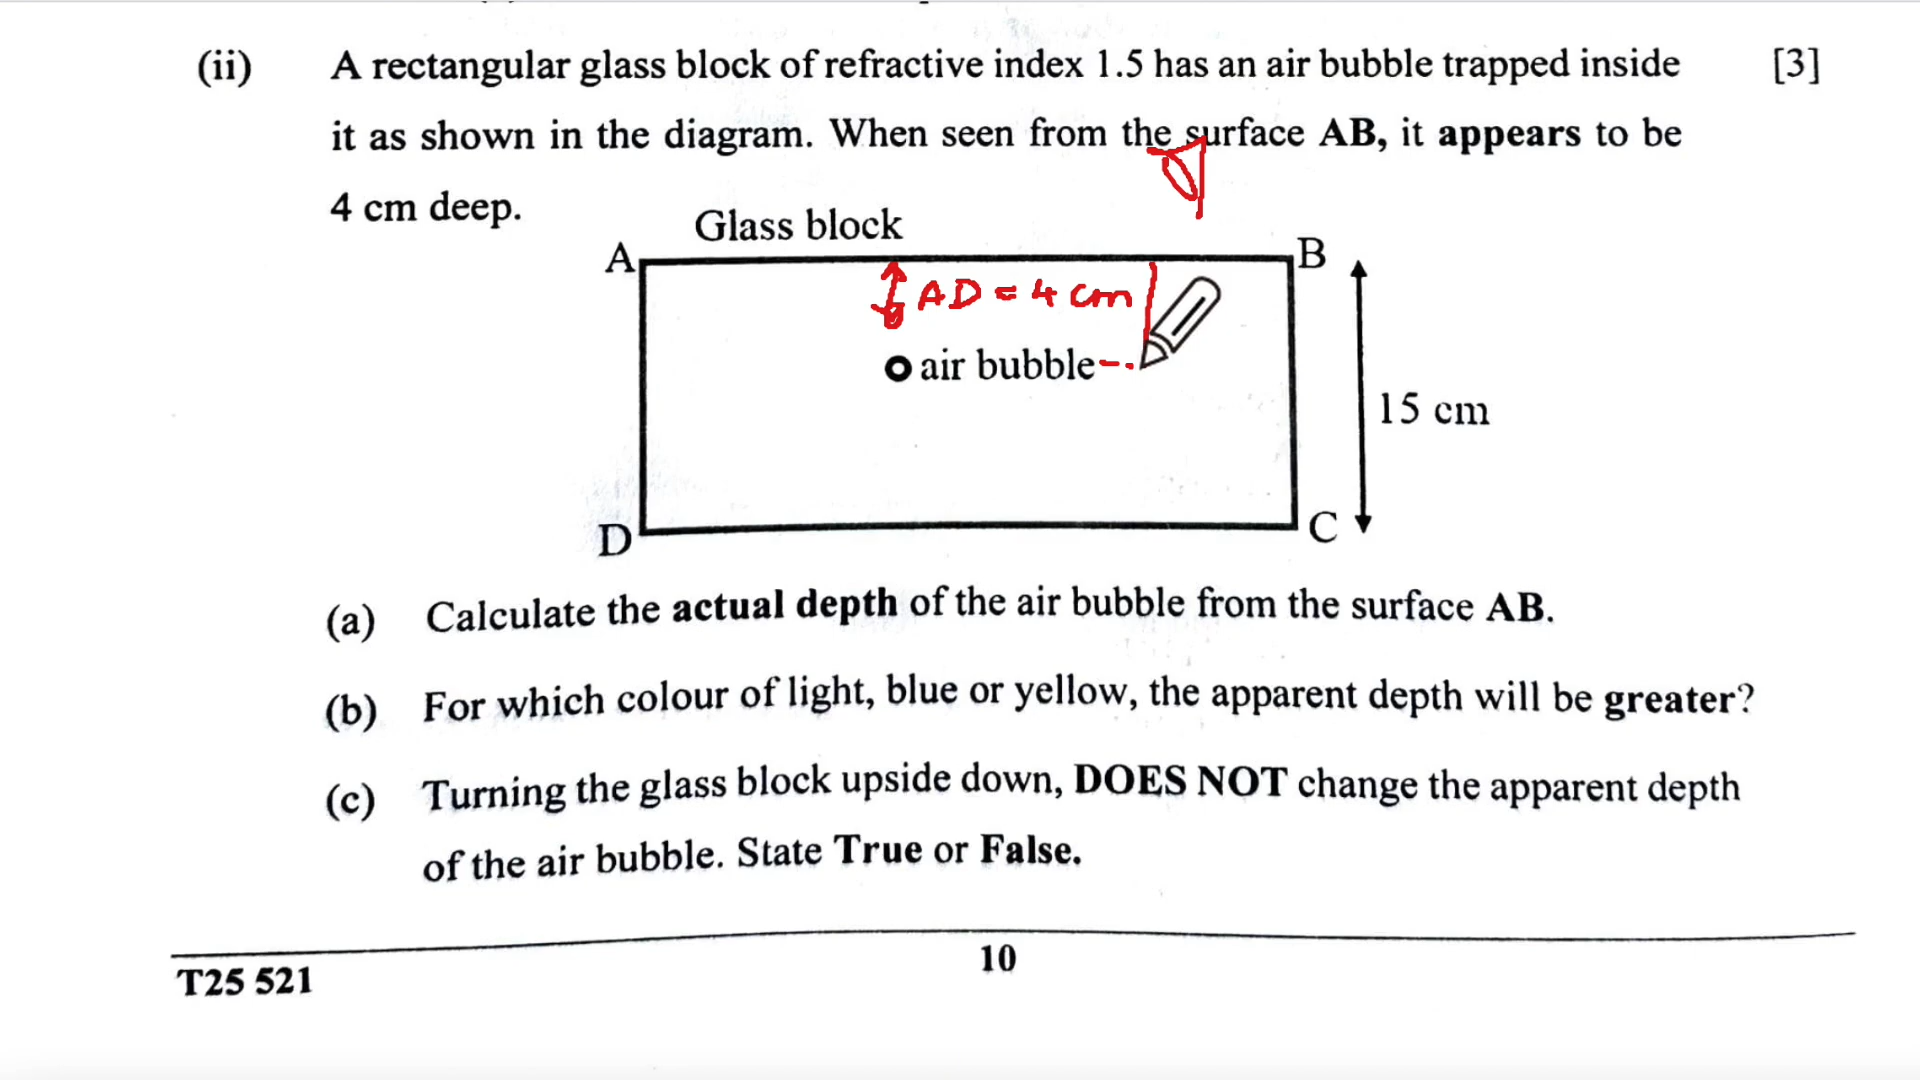 (ii) A rectangular glass block of refractive index 1.5 has an air bubble trapped inside [3]
it as shown in the diagram. When seen from the surface AB, it appears to be
4 cm deep.
Glass block
A B
AD = 4 cm
air bubble
15 cm
D C
(a) Calculate the actual depth of the air bubble from the surface AB.
(b) For which colour of light, blue or yellow, the apparent depth will be greater?
(c) Turning the glass block upside down, DOES NOT change the apparent depth
of the air bubble. State True or False.
10
T25 521